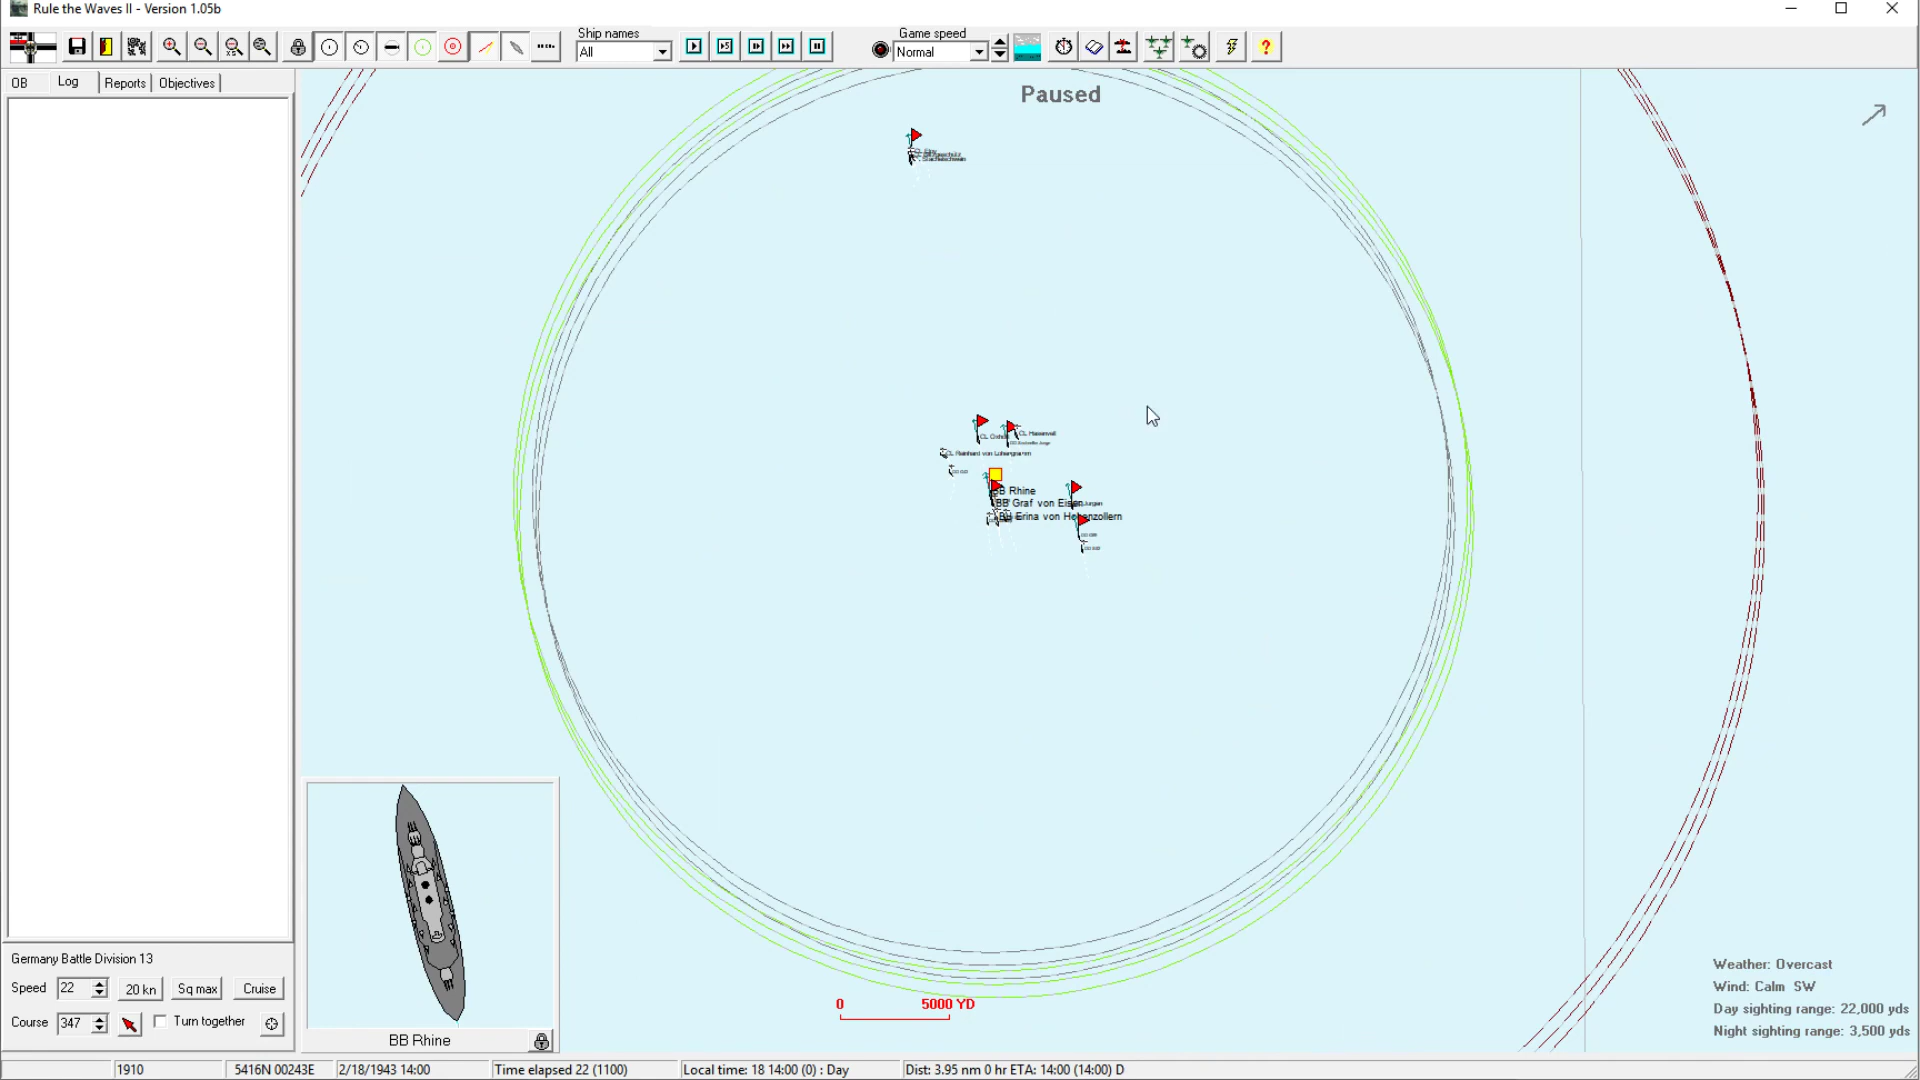 Rule the Waves II - Version 1.05b
Ship names
All
Game speed
Normal
OB
Log
Reports
Objectives
Paused
CL Reinhard von Lohengramm
BB Rhine
BB Graf von Eisen
BB Erina von Hohenzollern
0 5000 YD
Weather: Overcast
Wind: Calm SW
Day sighting range: 22,000 yds
Night sighting range: 3,500 yds
Germany Battle Division 13
Speed 22 20 kn Sq max Cruise
Course 347 Turn together
BB Rhine
1910
5416N 00243E
2/18/1943 14:00
Time elapsed 22 (1100)
Local time: 18 14:00 (0) : Day
Dist: 3.95 nm 0 hr ETA: 14:00 (14:00) D